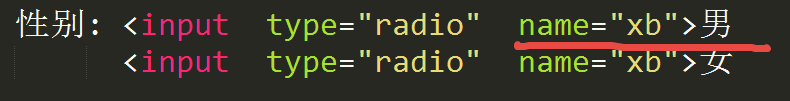 性别: <input  type="radio"  name="xb">男
<input  type="radio"  name="xb">女